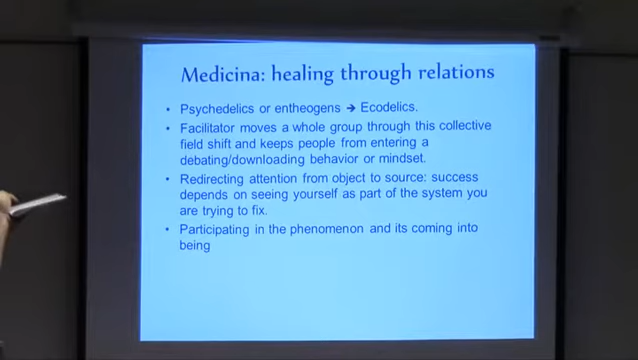 Medicina: healing through relations
• Psychedelics or entheogens → Ecodelics.
• Facilitator moves a whole group through this collective
field shift and keeps people from entering a
debating/downloading behavior or mindset.
• Redirecting attention from object to source: success
depends on seeing yourself as part of the system you
are trying to fix.
• Participating in the phenomenon and its coming into
being